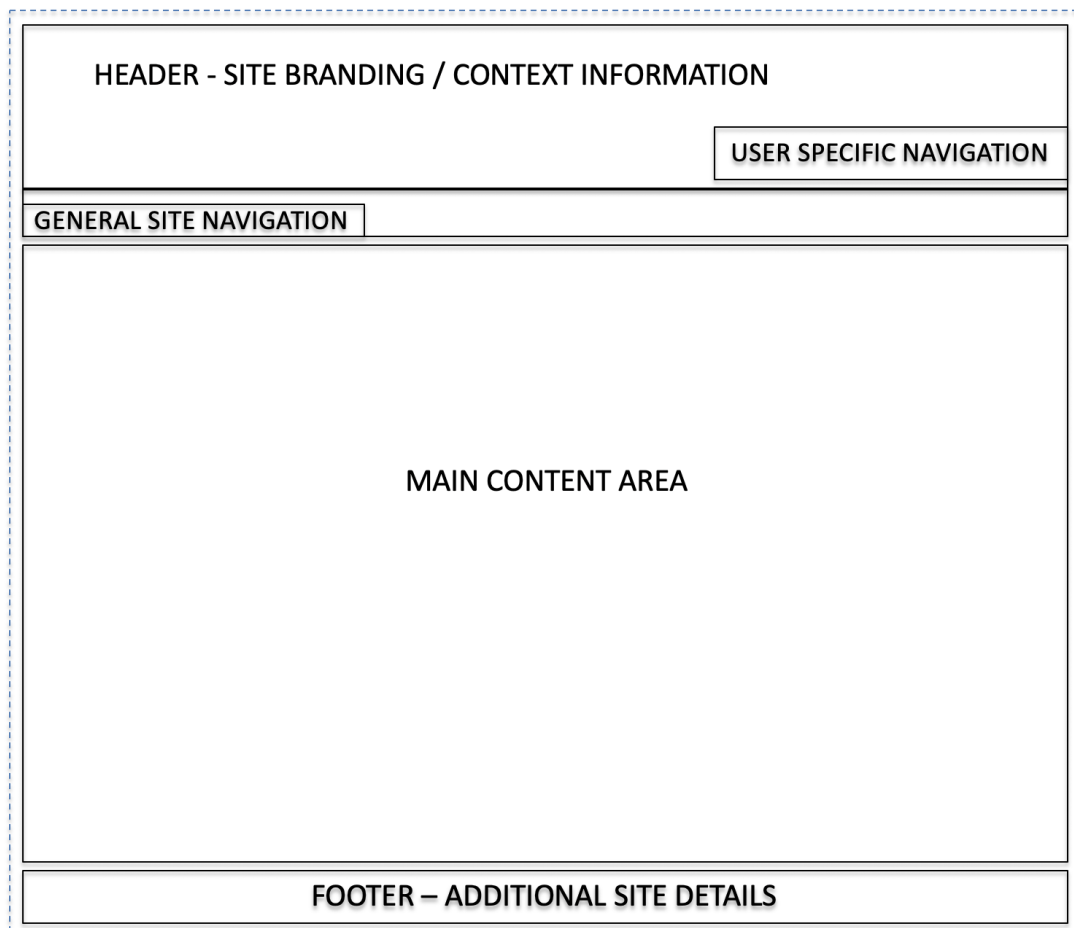 HEADER - SITE BRANDING / CONTEXT INFORMATION
USER SPECIFIC NAVIGATION
GENERAL SITE NAVIGATION
MAIN CONTENT AREA
FOOTER – ADDITIONAL SITE DETAILS